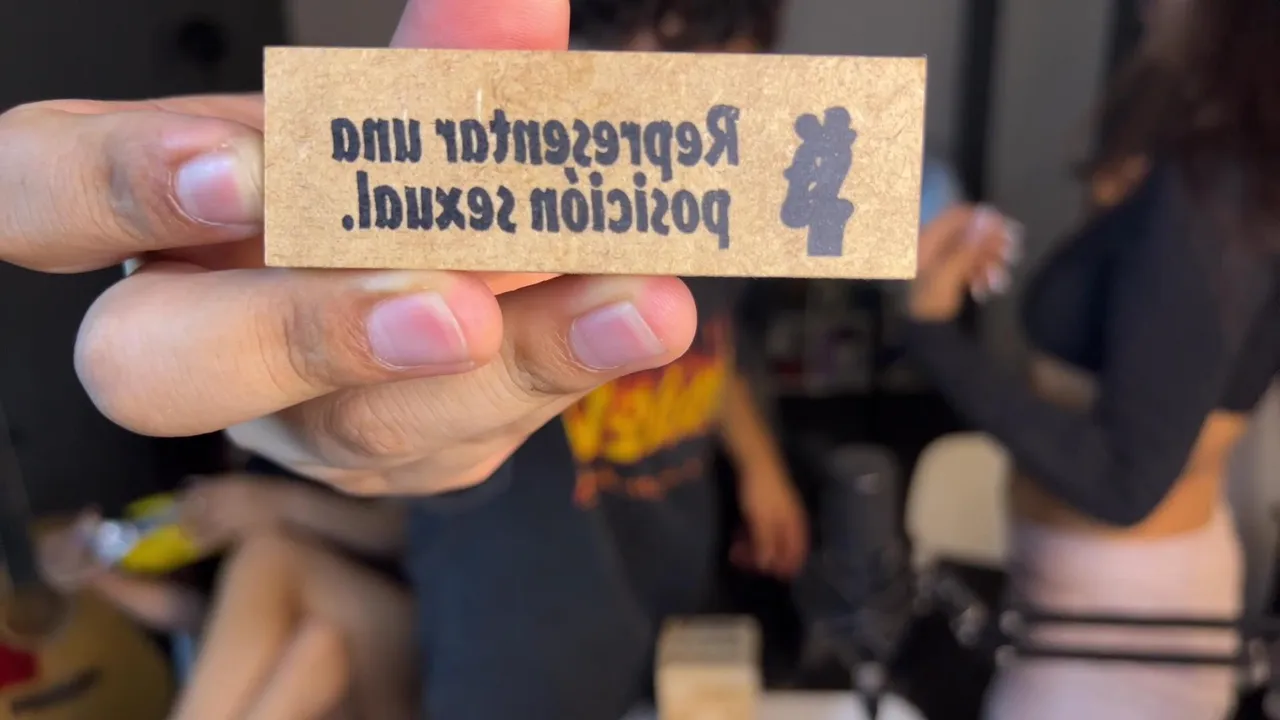 Representar una
posición sexual.